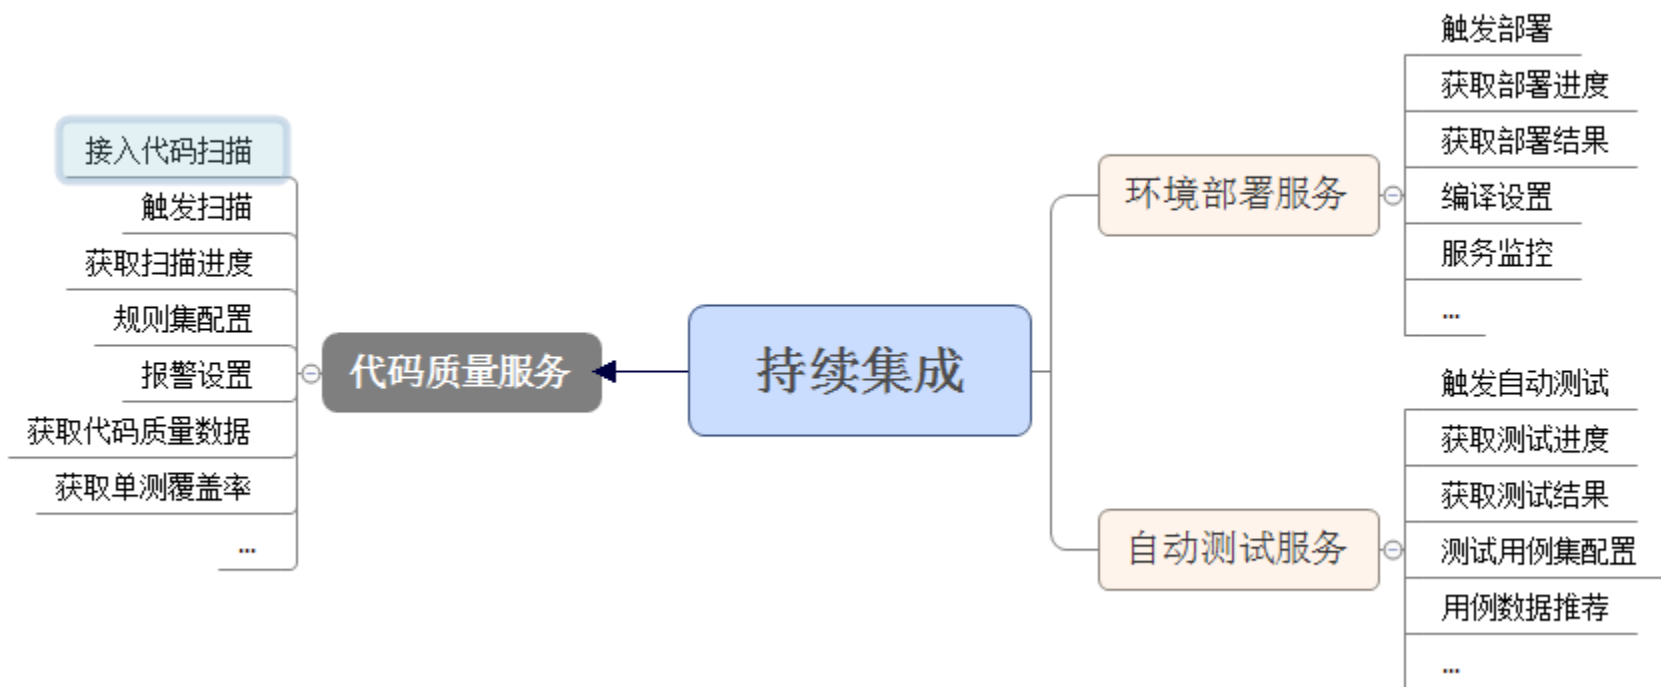 持续集成
环境部署服务
触发部署
获取部署进度
获取部署结果
编译设置
服务监控
...
自动测试服务
触发自动测试
获取测试进度
获取测试结果
测试用例集配置
用例数据推荐
...
代码质量服务
接入代码扫描
触发扫描
获取扫描进度
规则集配置
报警设置
获取代码质量数据
获取单测覆盖率
...